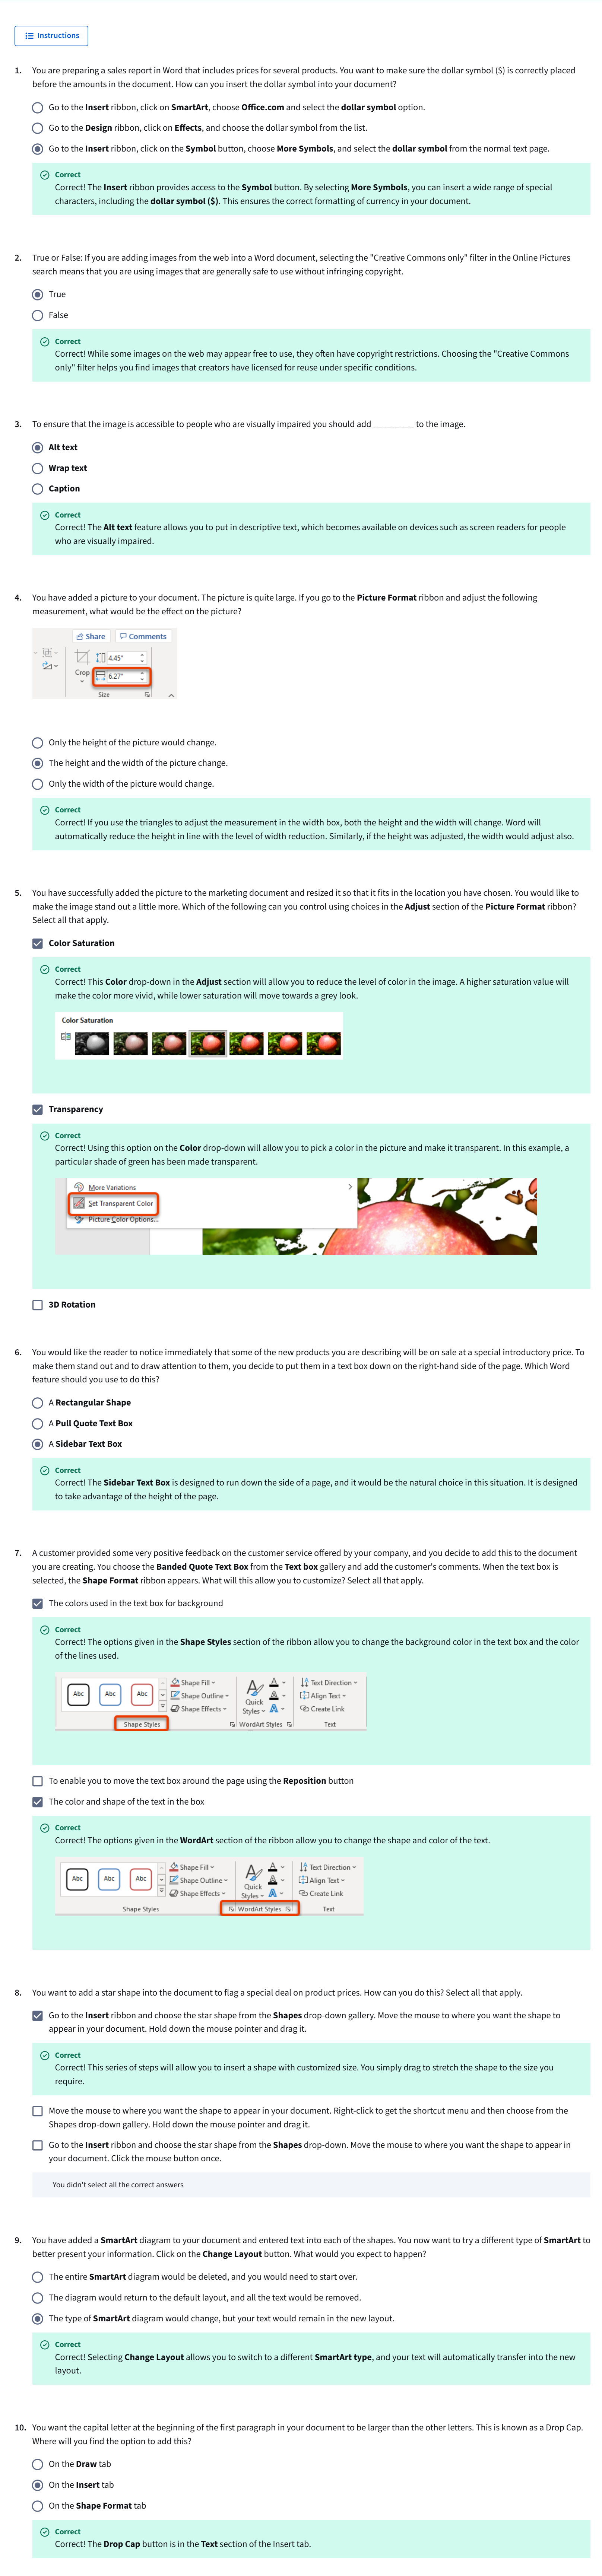 Instructions
1. You are preparing a sales report in Word that includes prices for several products. You want to make sure the dollar symbol ($) is correctly placed
before the amounts in the document. How can you insert the dollar symbol into your document?
Go to the Insert ribbon, click on SmartArt, choose Office.com and select the dollar symbol option.
Go to the Design ribbon, click on Effects, and choose the dollar symbol from the list.
Go to the Insert ribbon, click on the Symbol button, choose More Symbols, and select the dollar symbol from the normal text page.
Correct
Correct! The Insert ribbon provides access to the Symbol button. By selecting More Symbols, you can insert a wide range of special
characters, including the dollar symbol ($). This ensures the correct formatting of currency in your document.
2. True or False: If you are adding images from the web into a Word document, selecting the "Creative Commons only" filter in the Online Pictures
search means that you are using images that are generally safe to use without infringing copyright.
True
False
Correct
Correct! While some images on the web may appear free to use, they often have copyright restrictions. Choosing the "Creative Commons
only" filter helps you find images that creators have licensed for reuse under specific conditions.
3. To ensure that the image is accessible to people who are visually impaired you should add _________ to the image.
Alt text
Wrap text
Caption
Correct
Correct! The Alt text feature allows you to put in descriptive text, which becomes available on devices such as screen readers for people
who are visually impaired.
4. You have added a picture to your document. The picture is quite large. If you go to the Picture Format ribbon and adjust the following
measurement, what would be the effect on the picture?
Share Comments
4.45"
Crop 6.27"
Size
Only the height of the picture would change.
The height and the width of the picture change.
Only the width of the picture would change.
Correct
Correct! If you use the triangles to adjust the measurement in the width box, both the height and the width will change. Word will
automatically reduce the height in line with the level of width reduction. Similarly, if the height was adjusted, the width would adjust also.
5. You have successfully added the picture to the marketing document and resized it so that it fits in the location you have chosen. You would like to
make the image stand out a little more. Which of the following can you control using choices in the Adjust section of the Picture Format ribbon?
Select all that apply.
Color Saturation
Correct
Correct! This Color drop-down in the Adjust section will allow you to reduce the level of color in the image. A higher saturation value will
make the color more vivid, while lower saturation will move towards a grey look.
Color Saturation
Transparency
Correct
Correct! Using this option on the Color drop-down will allow you to pick a color in the picture and make it transparent. In this example, a
particular shade of green has been made transparent.
More Variations
Set Transparent Color
Picture Color Options...
3D Rotation
6. You would like the reader to notice immediately that some of the new products you are describing will be on sale at a special introductory price. To
make them stand out and to draw attention to them, you decide to put them in a text box down on the right-hand side of the page. Which Word
feature should you use to do this?
A Rectangular Shape
A Pull Quote Text Box
A Sidebar Text Box
Correct
Correct! The Sidebar Text Box is designed to run down the side of a page, and it would be the natural choice in this situation. It is designed
to take advantage of the height of the page.
7. A customer provided some very positive feedback on the customer service offered by your company, and you decide to add this to the document
you are creating. You choose the Banded Quote Text Box from the Text box gallery and add the customer's comments. When the text box is
selected, the Shape Format ribbon appears. What will this allow you to customize? Select all that apply.
The colors used in the text box for background
Correct
Correct! The options given in the Shape Styles section of the ribbon allow you to change the background color in the text box and the color
of the lines used.
Abc Abc Abc Shape Fill Shape Outline Shape Effects Quick Styles Text Direction Align Text Create Link
Shape Styles WordArt Styles Text
To enable you to move the text box around the page using the Reposition button
The color and shape of the text in the box
Correct
Correct! The options given in the WordArt section of the ribbon allow you to change the shape and color of the text.
Abc Abc Abc Shape Fill Shape Outline Shape Effects Quick Styles Text Direction Align Text Create Link
Shape Styles WordArt Styles Text
8. You want to add a star shape into the document to flag a special deal on product prices. How can you do this? Select all that apply.
Go to the Insert ribbon and choose the star shape from the Shapes drop-down gallery. Move the mouse to where you want the shape to
appear in your document. Hold down the mouse pointer and drag it.
Correct
Correct! This series of steps will allow you to insert a shape with customized size. You simply drag to stretch the shape to the size you
require.
Move the mouse to where you want the shape to appear in your document. Right-click to get the shortcut menu and then choose from the
Shapes drop-down gallery. Hold down the mouse pointer and drag it.
Go to the Insert ribbon and choose the star shape from the Shapes drop-down. Move the mouse to where you want the shape to appear in
your document. Click the mouse button once.
You didn't select all the correct answers
9. You have added a SmartArt diagram to your document and entered text into each of the shapes. You now want to try a different type of SmartArt to
better present your information. Click on the Change Layout button. What would you expect to happen?
The entire SmartArt diagram would be deleted, and you would need to start over.
The diagram would return to the default layout, and all the text would be removed.
The type of SmartArt diagram would change, but your text would remain in the new layout.
Correct
Correct! Selecting Change Layout allows you to switch to a different SmartArt type, and your text will automatically transfer into the new
layout.
10. You want the capital letter at the beginning of the first paragraph in your document to be larger than the other letters. This is known as a Drop Cap.
Where will you find the option to add this?
On the Draw tab
On the Insert tab
On the Shape Format tab
Correct
Correct! The Drop Cap button is in the Text section of the Insert tab.